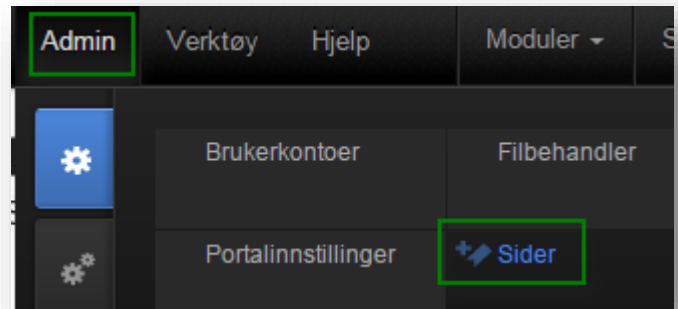 Admin Verktøy Hjelp Moduler
Brukerkontoer Filbehandler
Portalinnstillinger Sider